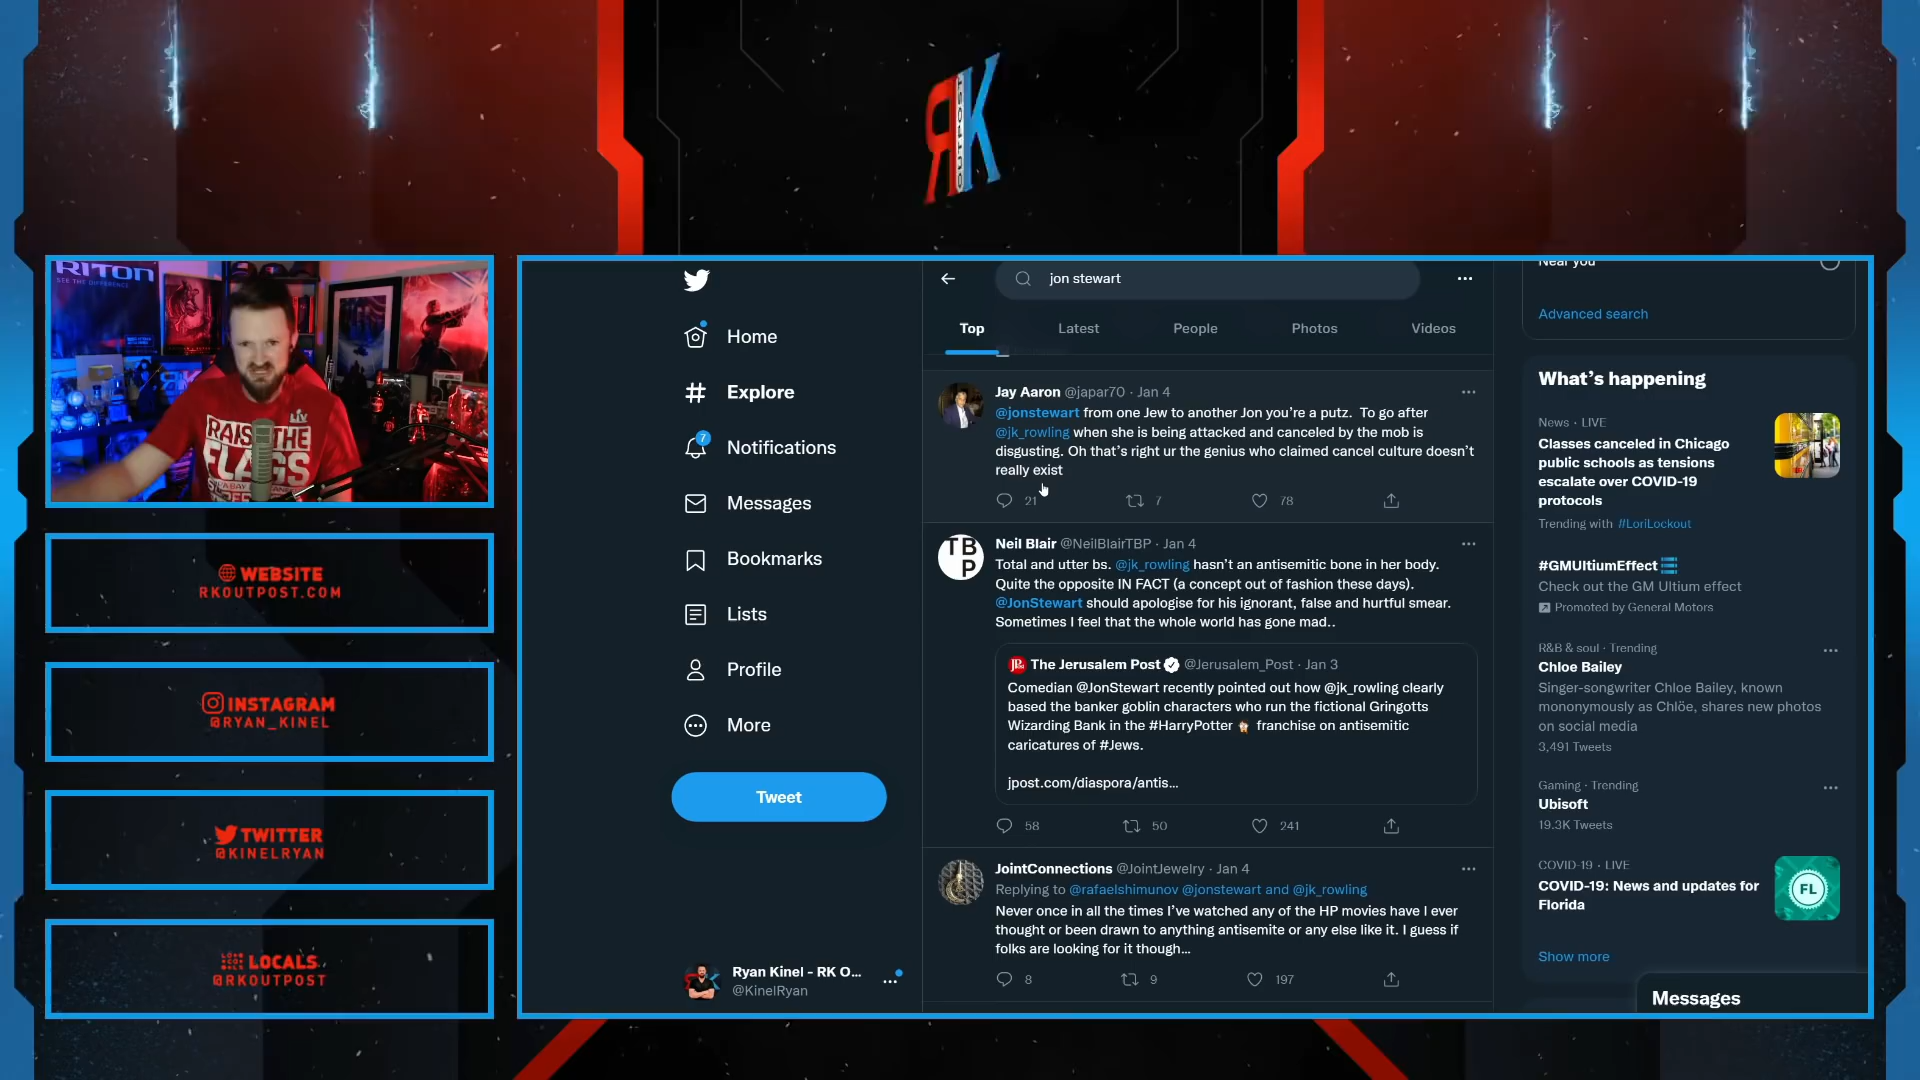 RK
OUTPOST
RITON
SEE THE DIFFERENCE
LIV
RAISE THE
FLAGS
WEBSITE
RKOUTPOST.COM
INSTAGRAM
@RYAN_KINEL
TWITTER
@KINELRYAN
LOCALS
@RKOUTPOST
Home
Explore
7
Notifications
Messages
Bookmarks
Lists
Profile
More
Tweet
Ryan Kinel - RK O...
@KinelRyan
jon stewart
Top
Latest
People
Photos
Videos
Jay Aaron @japar70 · Jan 4
@jonstewart from one Jew to another Jon you're a putz. To go after
@jk_rowling when she is being attacked and canceled by the mob is
disgusting. Oh that's right ur the genius who claimed cancel culture doesn't
really exist
21
7
78
TBP
Neil Blair @NeilBlairTBP · Jan 4
Total and utter bs. @jk_rowling hasn't an antisemitic bone in her body.
Quite the opposite IN FACT (a concept out of fashion these days).
@JonStewart should apologise for his ignorant, false and hurtful smear.
Sometimes I feel that the whole world has gone mad..
The Jerusalem Post @Jerusalem_Post · Jan 3
Comedian @JonStewart recently pointed out how @jk_rowling clearly
based the banker goblin characters who run the fictional Gringotts
Wizarding Bank in the #HarryPotter franchise on antisemitic
caricatures of #Jews.
jpost.com/diaspora/antis...
58
50
241
JointConnections @JointJewelry · Jan 4
Replying to @rafaelshimunov @jonstewart and @jk_rowling
Never once in all the times I've watched any of the HP movies have I ever
thought or been drawn to anything antisemite or any else like it. I guess if
folks are looking for it though...
8
9
197
Near you
Advanced search
What's happening
News · LIVE
Classes canceled in Chicago
public schools as tensions
escalate over COVID-19
protocols
Trending with #LoriLockout
#GMUltiumEffect
Check out the GM Ultium effect
Promoted by General Motors
R&B & soul · Trending
Chloe Bailey
Singer-songwriter Chloe Bailey, known
mononymously as Chlöe, shares new photos
on social media
3,491 Tweets
Gaming · Trending
Ubisoft
19.3K Tweets
COVID-19 · LIVE
COVID-19: News and updates for
Florida
FL
Show more
Messages